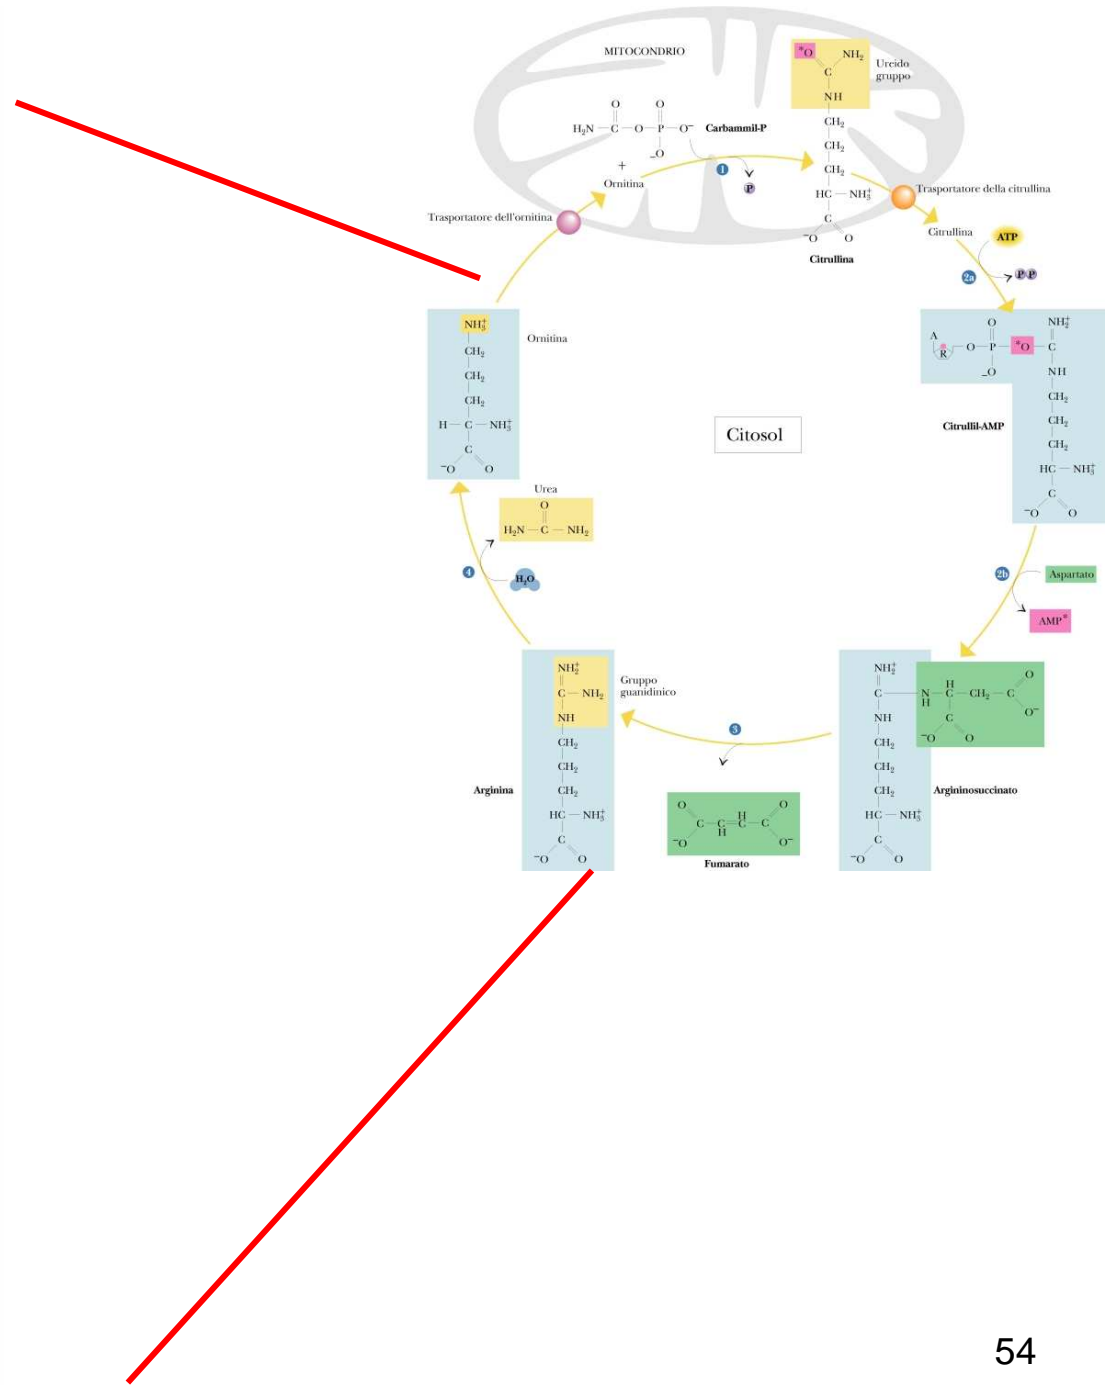 MITOCONDRIO
*O
NH₂
C
NH
Ureido
gruppo
CH₂
CH₂
CH₂
HC — NH₃⁺
C
⁻O O
Citrullina
O O
H₂N — C — O — P — O⁻
⁻O
Carbammil-P
+
Ornitina
1
P
Trasportatore dell'ornitina
Trasportatore della citrullina
Citrullina
ATP
2a
P P
O NH₂⁺
A
R
O — P — *O — C
⁻O
NH
CH₂
CH₂
CH₂
HC — NH₃⁺
C
⁻O O
Citrullil-AMP
2b
Aspartato
AMP*
NH₂⁺
C — N — C — CH₂ — C
H
H
O
O⁻
C
⁻O O
NH
CH₂
CH₂
CH₂
HC — NH₃⁺
C
⁻O O
Argininosuccinato
3
O O
C — C = C — C
H
H
⁻O O⁻
Fumarato
NH₂⁺
C — NH₂
NH
Gruppo
guanidinico
CH₂
CH₂
CH₂
HC — NH₃⁺
C
⁻O O
Arginina
4
H₂O
Urea
O
H₂N — C — NH₂
NH₃⁺
CH₂
CH₂
CH₂
H — C — NH₃⁺
C
⁻O O
Ornitina
Citosol
54